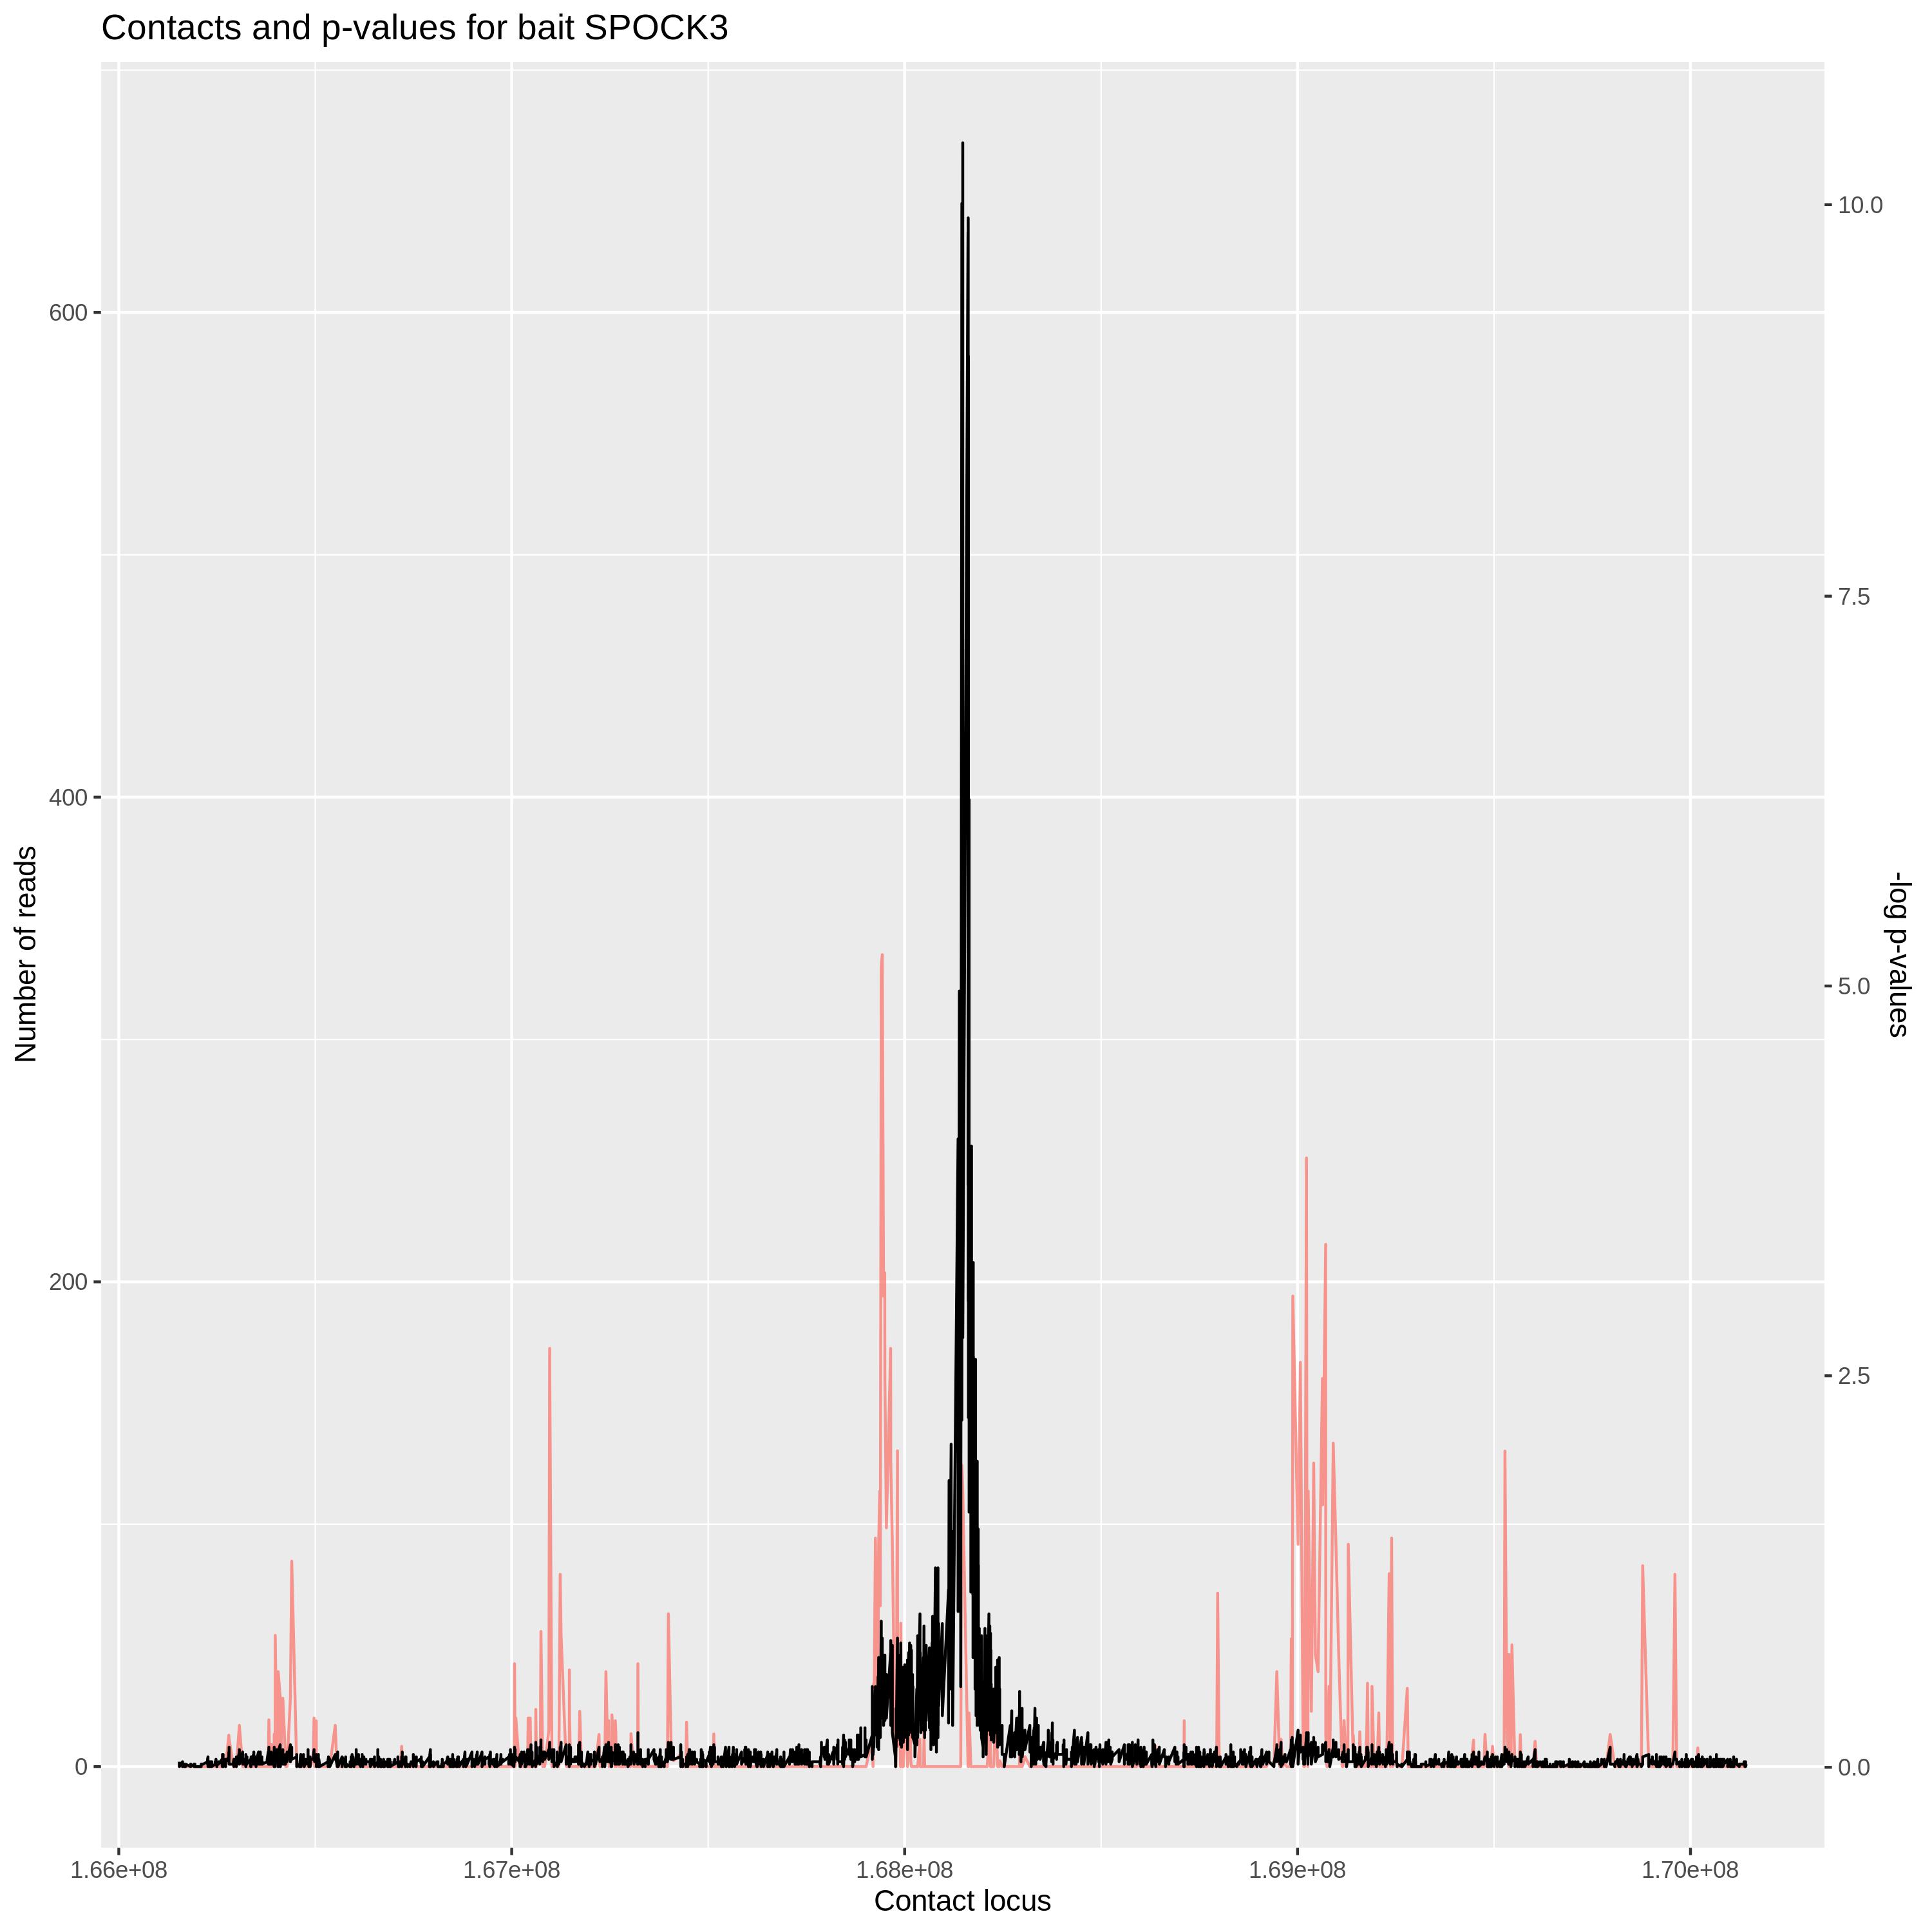 Contacts and p-values for bait SPOCK3
600
400
200
0
Number of reads
10.0
7.5
5.0
2.5
0.0
-log p-values
1.66e+08 1.67e+08 1.68e+08 1.69e+08 1.70e+08
Contact locus